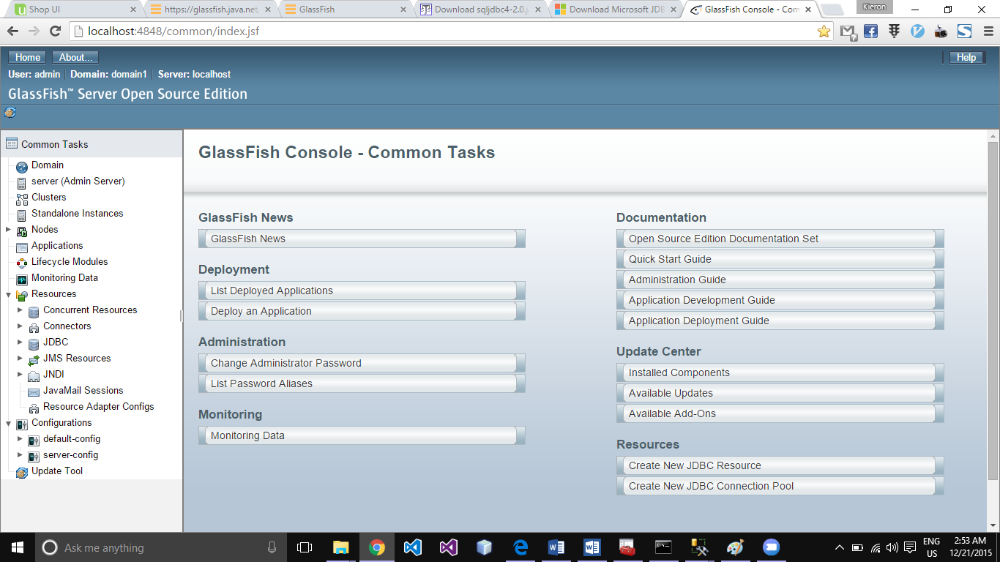 Shop UI
https://glassfish.java.net
GlassFish
Download sqljdbc4-2.0.j
Download Microsoft JDB
GlassFish Console - Com
Kieron
localhost:4848/common/index.jsf
Home
About...
Help
User: admin
Domain: domain1
Server: localhost
GlassFish™ Server Open Source Edition
Common Tasks
Domain
server (Admin Server)
Clusters
Standalone Instances
Nodes
Applications
Lifecycle Modules
Monitoring Data
Resources
Concurrent Resources
Connectors
JDBC
JMS Resources
JNDI
JavaMail Sessions
Resource Adapter Configs
Configurations
default-config
server-config
Update Tool
GlassFish Console - Common Tasks
GlassFish News
GlassFish News
Deployment
List Deployed Applications
Deploy an Application
Administration
Change Administrator Password
List Password Aliases
Monitoring
Monitoring Data
Documentation
Open Source Edition Documentation Set
Quick Start Guide
Administration Guide
Application Development Guide
Application Deployment Guide
Update Center
Installed Components
Available Updates
Available Add-Ons
Resources
Create New JDBC Resource
Create New JDBC Connection Pool
Ask me anything
ENG
US
2:53 AM
12/21/2015